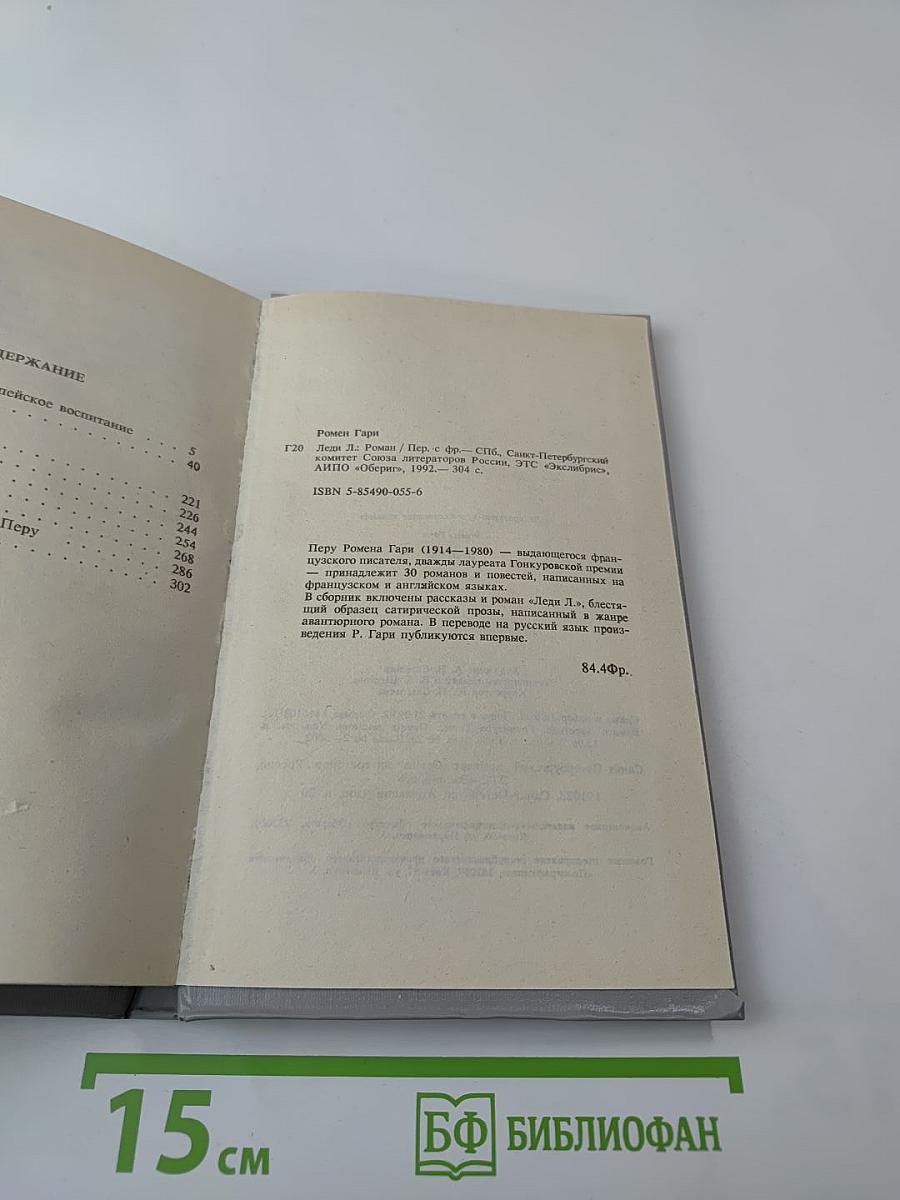 ДЕРЖАНИЕ
пейское воспитание . . . . 5
40
221
226
244
254
Перу
268
286
302
Ромен Гари
Г20 Леди Л.: Роман / Пер. с фр.— СПб., Санкт-Петербургский
комитет Союза литераторов России, ЭТС «Экслибрис»,
АИПО «Обериг», 1992.— 304 с.
ISBN 5-85490-055-6
Перу Ромена Гари (1914—1980) — выдающегося фран-
цузского писателя, дважды лауреата Гонкуровской премии
— принадлежит 30 романов и повестей, написанных на
французском и английском языках.
В сборник включены рассказы и роман «Леди Л.», блестя-
щий образец сатирической прозы, написанный в жанре
авантюрного романа. В переводе на русский язык произ-
ведения Р. Гари публикуются впервые.
84.4Фр.
15 см
БФ БИБЛИОФАН